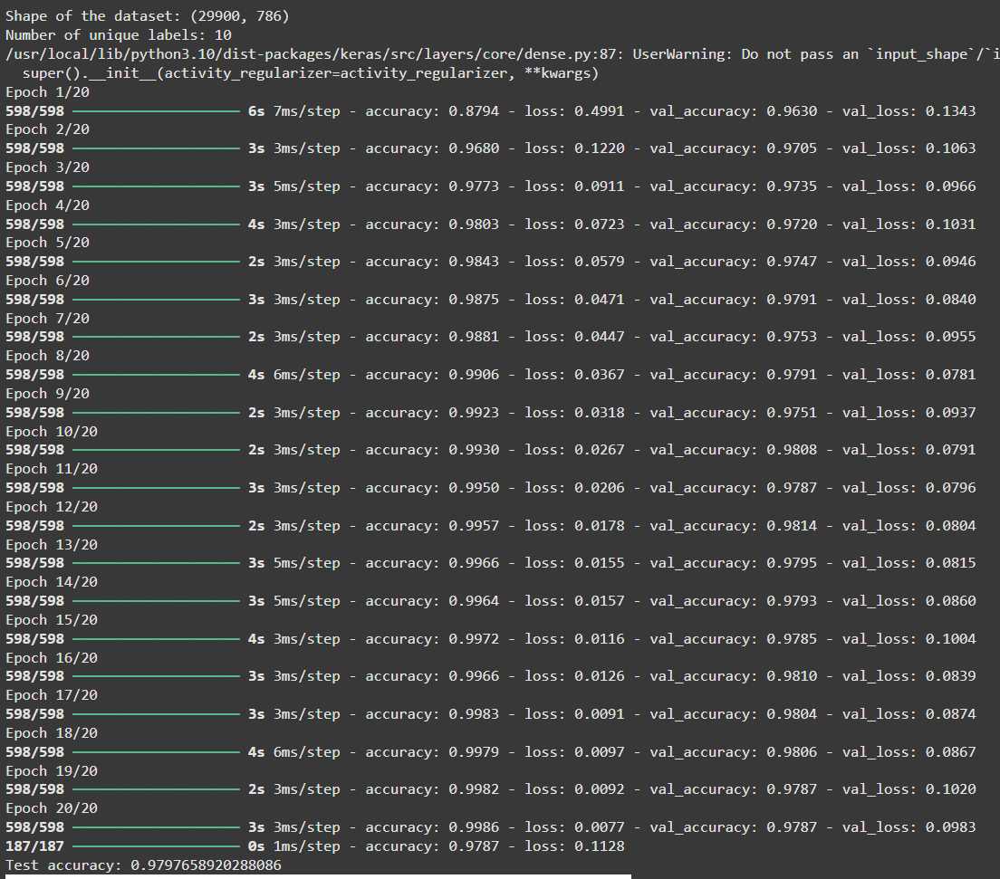 Shape of the dataset: (29900, 786)
Number of unique labels: 10
/usr/local/lib/python3.10/dist-packages/keras/src/layers/core/dense.py:87: UserWarning: Do not pass an `input_shape`/`i
super().__init__(activity_regularizer=activity_regularizer, **kwargs)
Epoch 1/20
598/598 ━━━━━━━━━━━━━━━━━━━━ 6s 7ms/step - accuracy: 0.8794 - loss: 0.4991 - val_accuracy: 0.9630 - val_loss: 0.1343
Epoch 2/20
598/598 ━━━━━━━━━━━━━━━━━━━━ 3s 3ms/step - accuracy: 0.9680 - loss: 0.1220 - val_accuracy: 0.9705 - val_loss: 0.1063
Epoch 3/20
598/598 ━━━━━━━━━━━━━━━━━━━━ 3s 5ms/step - accuracy: 0.9773 - loss: 0.0911 - val_accuracy: 0.9735 - val_loss: 0.0966
Epoch 4/20
598/598 ━━━━━━━━━━━━━━━━━━━━ 4s 3ms/step - accuracy: 0.9803 - loss: 0.0723 - val_accuracy: 0.9720 - val_loss: 0.1031
Epoch 5/20
598/598 ━━━━━━━━━━━━━━━━━━━━ 2s 3ms/step - accuracy: 0.9843 - loss: 0.0579 - val_accuracy: 0.9747 - val_loss: 0.0946
Epoch 6/20
598/598 ━━━━━━━━━━━━━━━━━━━━ 3s 3ms/step - accuracy: 0.9875 - loss: 0.0471 - val_accuracy: 0.9791 - val_loss: 0.0840
Epoch 7/20
598/598 ━━━━━━━━━━━━━━━━━━━━ 2s 3ms/step - accuracy: 0.9881 - loss: 0.0447 - val_accuracy: 0.9753 - val_loss: 0.0955
Epoch 8/20
598/598 ━━━━━━━━━━━━━━━━━━━━ 4s 6ms/step - accuracy: 0.9906 - loss: 0.0367 - val_accuracy: 0.9791 - val_loss: 0.0781
Epoch 9/20
598/598 ━━━━━━━━━━━━━━━━━━━━ 2s 3ms/step - accuracy: 0.9923 - loss: 0.0318 - val_accuracy: 0.9751 - val_loss: 0.0937
Epoch 10/20
598/598 ━━━━━━━━━━━━━━━━━━━━ 2s 3ms/step - accuracy: 0.9930 - loss: 0.0267 - val_accuracy: 0.9808 - val_loss: 0.0791
Epoch 11/20
598/598 ━━━━━━━━━━━━━━━━━━━━ 3s 3ms/step - accuracy: 0.9950 - loss: 0.0206 - val_accuracy: 0.9787 - val_loss: 0.0796
Epoch 12/20
598/598 ━━━━━━━━━━━━━━━━━━━━ 2s 3ms/step - accuracy: 0.9957 - loss: 0.0178 - val_accuracy: 0.9814 - val_loss: 0.0804
Epoch 13/20
598/598 ━━━━━━━━━━━━━━━━━━━━ 3s 5ms/step - accuracy: 0.9966 - loss: 0.0155 - val_accuracy: 0.9795 - val_loss: 0.0815
Epoch 14/20
598/598 ━━━━━━━━━━━━━━━━━━━━ 3s 5ms/step - accuracy: 0.9964 - loss: 0.0157 - val_accuracy: 0.9793 - val_loss: 0.0860
Epoch 15/20
598/598 ━━━━━━━━━━━━━━━━━━━━ 4s 3ms/step - accuracy: 0.9972 - loss: 0.0116 - val_accuracy: 0.9785 - val_loss: 0.1004
Epoch 16/20
598/598 ━━━━━━━━━━━━━━━━━━━━ 3s 3ms/step - accuracy: 0.9966 - loss: 0.0126 - val_accuracy: 0.9810 - val_loss: 0.0839
Epoch 17/20
598/598 ━━━━━━━━━━━━━━━━━━━━ 3s 3ms/step - accuracy: 0.9983 - loss: 0.0091 - val_accuracy: 0.9804 - val_loss: 0.0874
Epoch 18/20
598/598 ━━━━━━━━━━━━━━━━━━━━ 4s 6ms/step - accuracy: 0.9979 - loss: 0.0097 - val_accuracy: 0.9806 - val_loss: 0.0867
Epoch 19/20
598/598 ━━━━━━━━━━━━━━━━━━━━ 2s 3ms/step - accuracy: 0.9982 - loss: 0.0092 - val_accuracy: 0.9787 - val_loss: 0.1020
Epoch 20/20
598/598 ━━━━━━━━━━━━━━━━━━━━ 3s 3ms/step - accuracy: 0.9986 - loss: 0.0077 - val_accuracy: 0.9787 - val_loss: 0.0983
187/187 ━━━━━━━━━━━━━━━━━━━━ 0s 1ms/step - accuracy: 0.9787 - loss: 0.1128
Test accuracy: 0.9797658920288086